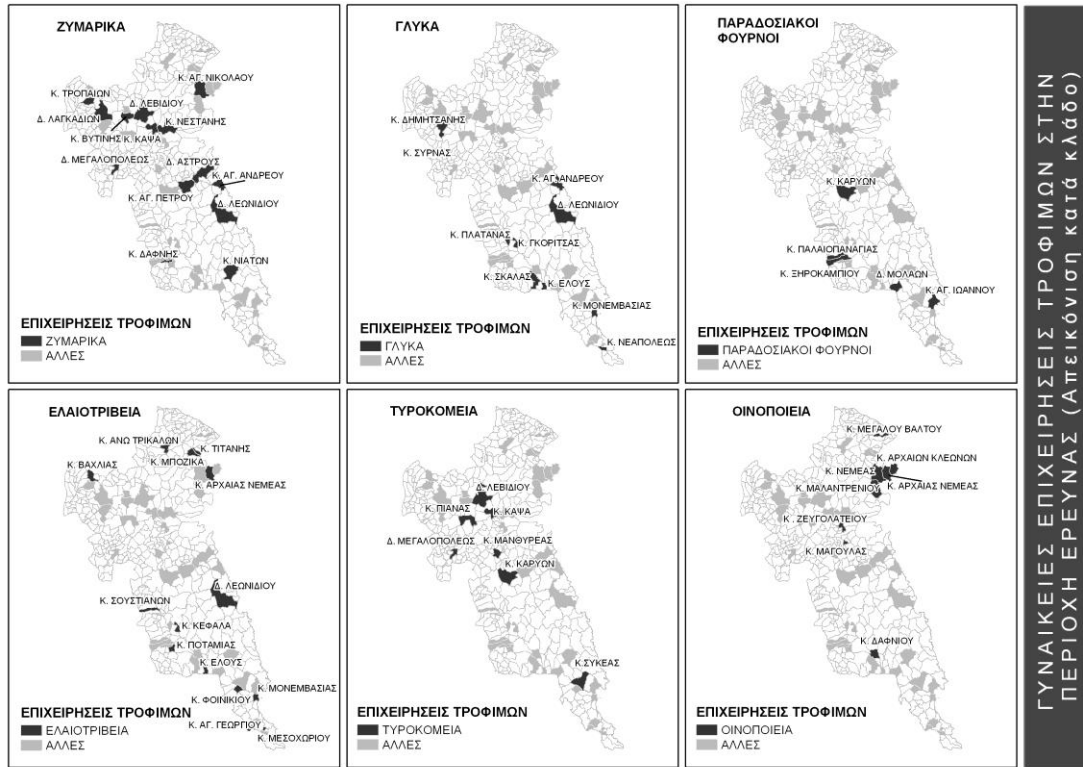 ΖΥΜΑΡΙΚΑ
Κ. ΑΓ. ΝΙΚΟΛΑΟΥ
Κ. ΤΡΟΠΑΙΩΝ
Δ. ΛΕΒΙΔΙΟΥ
Δ. ΛΑΓΚΑΔΙΩΝ
Κ. ΝΕΣΤΑΝΗΣ
Κ. ΒΥΤΙΝΗΣ
Κ. ΚΑΨΑ
Δ. ΜΕΓΑΛΟΠΟΛΕΩΣ
Δ. ΑΣΤΡΟΥΣ
Κ. ΑΓ. ΑΝΔΡΕΟΥ
Κ. ΑΓ. ΠΕΤΡΟΥ
Δ. ΛΕΩΝΙΔΙΟΥ
Κ. ΔΑΦΝΗΣ
Κ. ΝΙΑΤΩΝ
ΕΠΙΧΕΙΡΗΣΕΙΣ ΤΡΟΦΙΜΩΝ
ΖΥΜΑΡΙΚΑ
ΑΛΛΕΣ
ΓΛΥΚΑ
Κ. ΔΗΜΗΤΣΑΝΗΣ
Κ. ΣΥΡΝΑΣ
Κ. ΑΓ. ΑΝΔΡΕΟΥ
Δ. ΛΕΩΝΙΔΙΟΥ
Κ. ΠΛΑΤΑΝΑΣ
Κ. ΓΚΟΡΙΤΣΑΣ
Κ. ΣΚΑΛΑΣ
Κ. ΕΛΟΥΣ
Κ. ΜΟΝΕΜΒΑΣΙΑΣ
Κ. ΝΕΑΠΟΛΕΩΣ
ΕΠΙΧΕΙΡΗΣΕΙΣ ΤΡΟΦΙΜΩΝ
ΓΛΥΚΑ
ΑΛΛΕΣ
ΠΑΡΑΔΟΣΙΑΚΟΙ
ΦΟΥΡΝΟΙ
Κ. ΚΑΡΥΩΝ
Κ. ΠΑΛΑΙΟΠΑΝΑΓΙΑΣ
Κ. ΞΗΡΟΚΑΜΠΙΟΥ
Δ. ΜΟΛΑΩΝ
Κ. ΑΓ. ΙΩΑΝΝΟΥ
ΕΠΙΧΕΙΡΗΣΕΙΣ ΤΡΟΦΙΜΩΝ
ΠΑΡΑΔΟΣΙΑΚΟΙ ΦΟΥΡΝΟΙ
ΑΛΛΕΣ
ΕΛΑΙΟΤΡΙΒΕΙΑ
Κ. ΑΝΩ ΤΡΙΚΑΛΩΝ
Κ. ΤΙΤΑΝΗΣ
Κ. ΒΑΧΛΙΑΣ
Κ. ΜΠΟΖΙΚΑ
Κ. ΑΡΧΑΙΑΣ ΝΕΜΕΑΣ
Δ. ΛΕΩΝΙΔΙΟΥ
Κ. ΣΟΥΣΤΙΑΝΩΝ
Κ. ΚΕΦΑΛΑ
Κ. ΠΟΤΑΜΙΑΣ
Κ. ΕΛΟΥΣ
Κ. ΜΟΝΕΜΒΑΣΙΑΣ
Κ. ΦΟΙΝΙΚΙΟΥ
Κ. ΑΓ. ΓΕΩΡΓΙΟΥ
Κ. ΜΕΣΟΧΩΡΙΟΥ
ΕΠΙΧΕΙΡΗΣΕΙΣ ΤΡΟΦΙΜΩΝ
ΕΛΑΙΟΤΡΙΒΕΙΑ
ΑΛΛΕΣ
ΤΥΡΟΚΟΜΕΙΑ
Δ. ΛΕΒΙΔΙΟΥ
Κ. ΠΙΑΝΑΣ
Κ. ΚΑΨΑ
Δ. ΜΕΓΑΛΟΠΟΛΕΩΣ
Κ. ΜΑΝΘΥΡΕΑΣ
Κ. ΚΑΡΥΩΝ
Κ. ΣΥΚΕΑΣ
ΕΠΙΧΕΙΡΗΣΕΙΣ ΤΡΟΦΙΜΩΝ
ΤΥΡΟΚΟΜΕΙΑ
ΑΛΛΕΣ
ΟΙΝΟΠΟΙΕΙΑ
Κ. ΜΕΓΑΛΟΥ ΒΑΛΤΟΥ
Κ. ΑΡΧΑΙΩΝ ΚΛΕΩΝΩΝ
Κ. ΝΕΜΕΑΣ
Κ. ΜΑΛΑΝΤΡΕΝΙΟΥ
Κ. ΑΡΧΑΙΑΣ ΝΕΜΕΑΣ
Κ. ΖΕΥΓΟΛΑΤΕΙΟΥ
Κ. ΜΑΓΟΥΛΑΣ
Κ. ΔΑΦΝΙΟΥ
ΕΠΙΧΕΙΡΗΣΕΙΣ ΤΡΟΦΙΜΩΝ
ΟΙΝΟΠΟΙΕΙΑ
ΑΛΛΕΣ
ΓΥΝΑΙΚΕΙΕΣ ΕΠΙΧΕΙΡΗΣΕΙΣ ΤΡΟΦΙΜΩΝ ΣΤΗΝ
ΠΕΡΙΟΧΗ ΕΡΕΥΝΑΣ (Απεικόνιση κατά κλάδο)